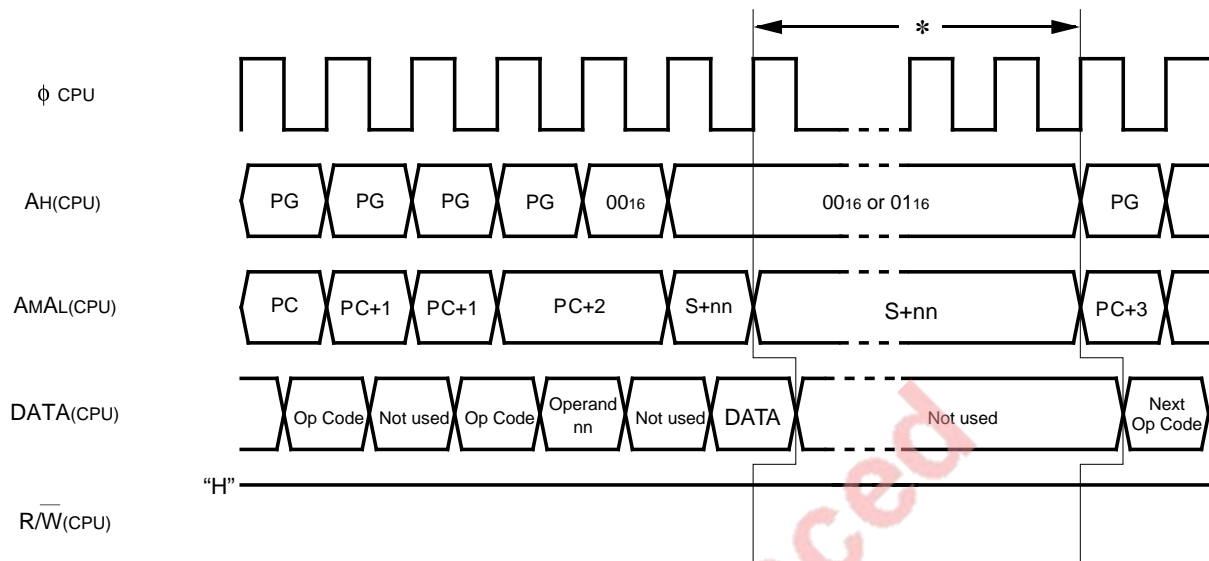 *
ϕ CPU
AH(CPU) PG PG PG PG 0016 0016 or 0116 PG
AMAL(CPU) PC PC+1 PC+1 PC+2 S+nn S+nn PC+3
DATA(CPU) Op Code Not used Op Code Operand nn Not used DATA Not used Next Op Code
"H"
R/W(CPU)
ced